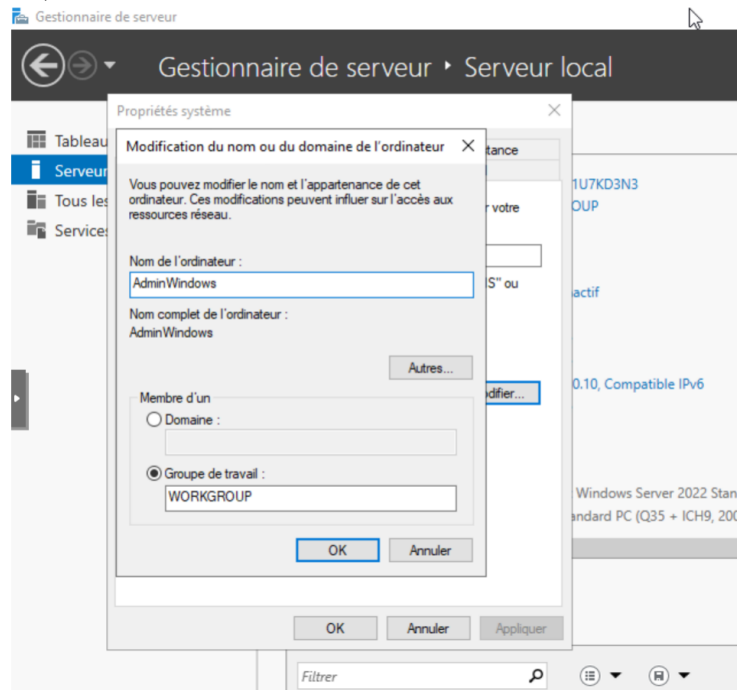 Gestionnaire de serveur
Gestionnaire de serveur • Serveur local
Propriétés système
Tableau
Modification du nom ou du domaine de l'ordinateur
tance
Serveur
Vous pouvez modifier le nom et l'appartenance de cet
ordinateur. Ces modifications peuvent influer sur l'accès aux
ressources réseau.
1U7KD3N3
Tous les
r votre
OUP
Services
Nom de l'ordinateur :
AdminWindows
S" ou
actif
Nom complet de l'ordinateur :
AdminWindows
Autres...
Membre d'un
difier...
0.10, Compatible IPv6
Domaine :
Groupe de travail :
WORKGROUP
Windows Server 2022 Stan
andard PC (Q35 + ICH9, 200
OK
Annuler
OK
Annuler
Appliquer
Filtrer